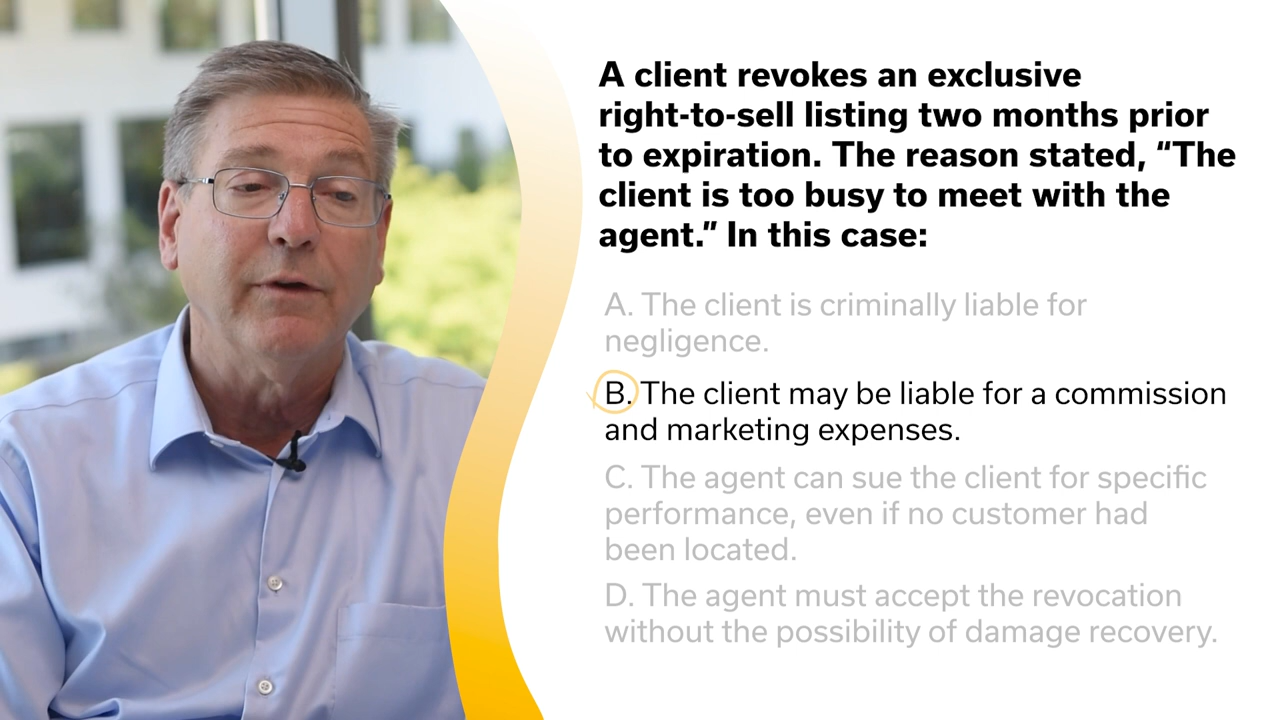 A client revokes an exclusive
right-to-sell listing two months prior
to expiration. The reason stated, “The
client is too busy to meet with the
agent.” In this case:
A. The client is criminally liable for
negligence.
B. The client may be liable for a commission
and marketing expenses.
C. The agent can sue the client for specific
performance, even if no customer had
been located.
D. The agent must accept the revocation
without the possibility of damage recovery.